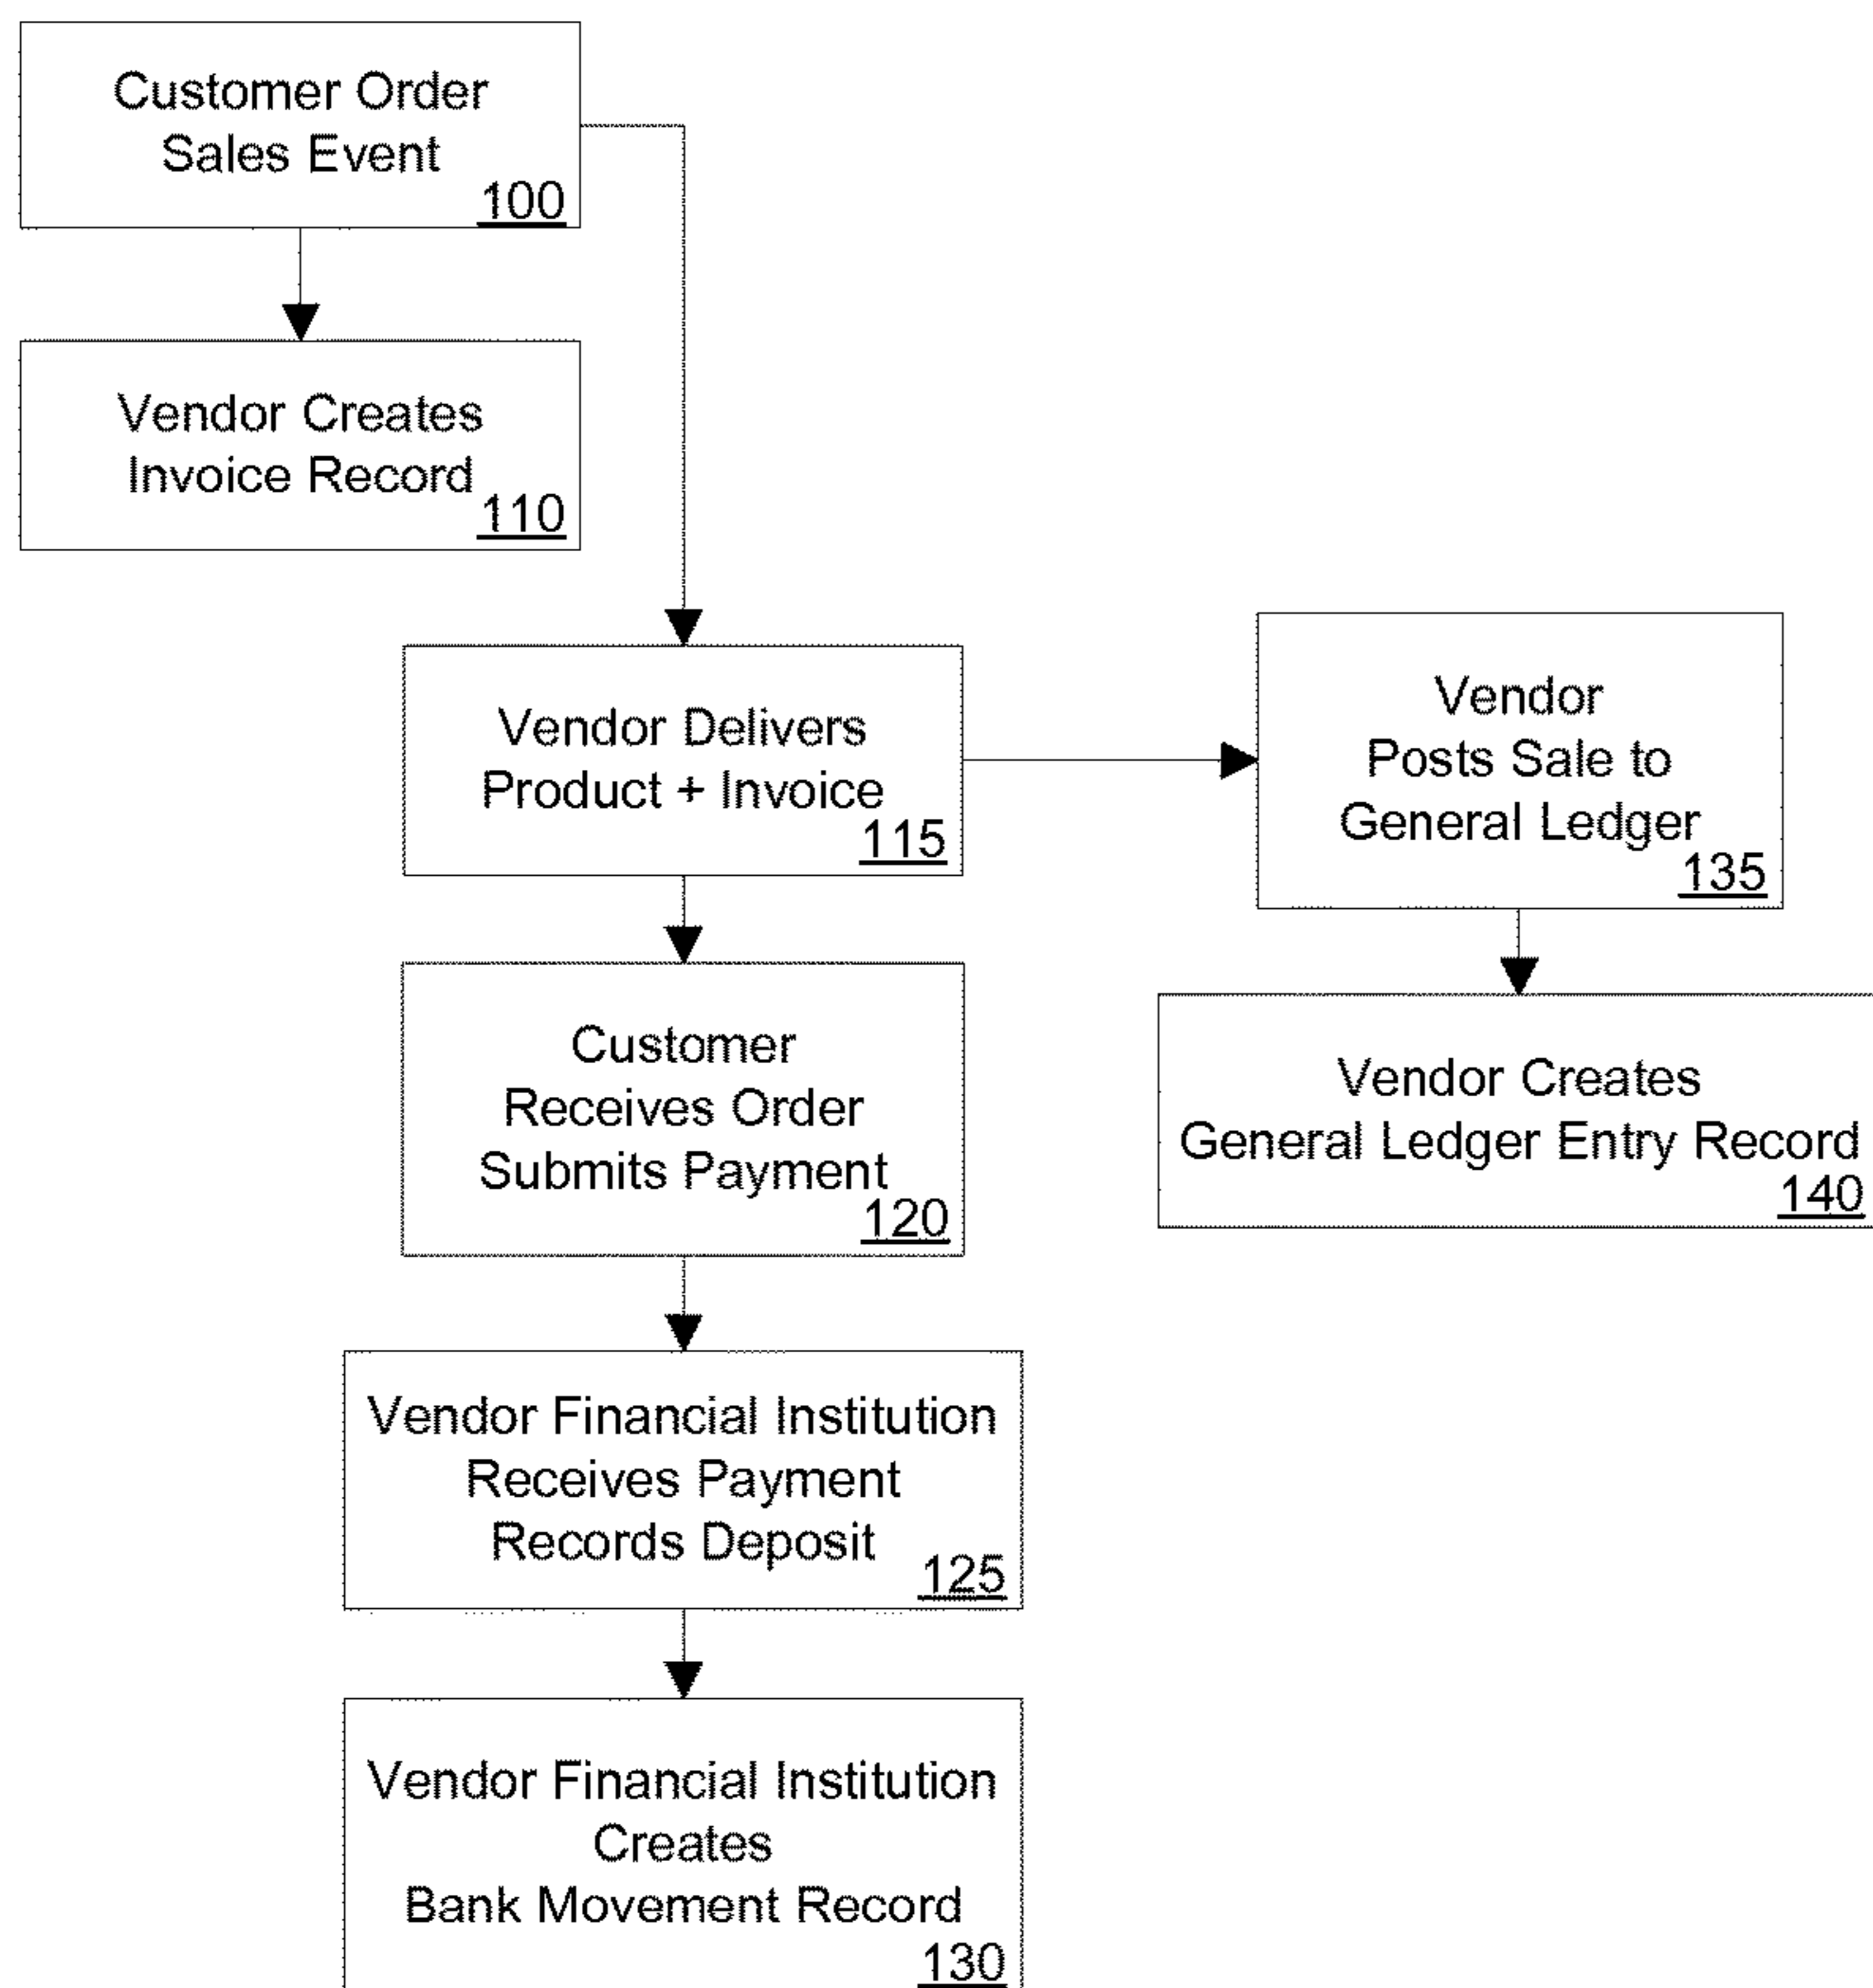 Customer Order
Sales Event
100
Vendor Creates
Invoice Record
110
Vendor Delivers
Product + Invoice
115
Vendor
Posts Sale to
General Ledger
135
Customer
Receives Order
Submits Payment
120
Vendor Creates
General Ledger Entry Record
140
Vendor Financial Institution
Receives Payment
Records Deposit
125
Vendor Financial Institution
Creates
Bank Movement Record
130